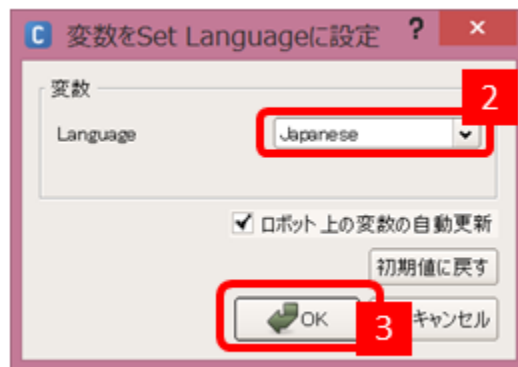 C 変数をSet Languageに設定 ? ×
変数
2
Language Japanese
ロボット上の変数の自動更新
初期値に戻す
OK 3 キャンセル